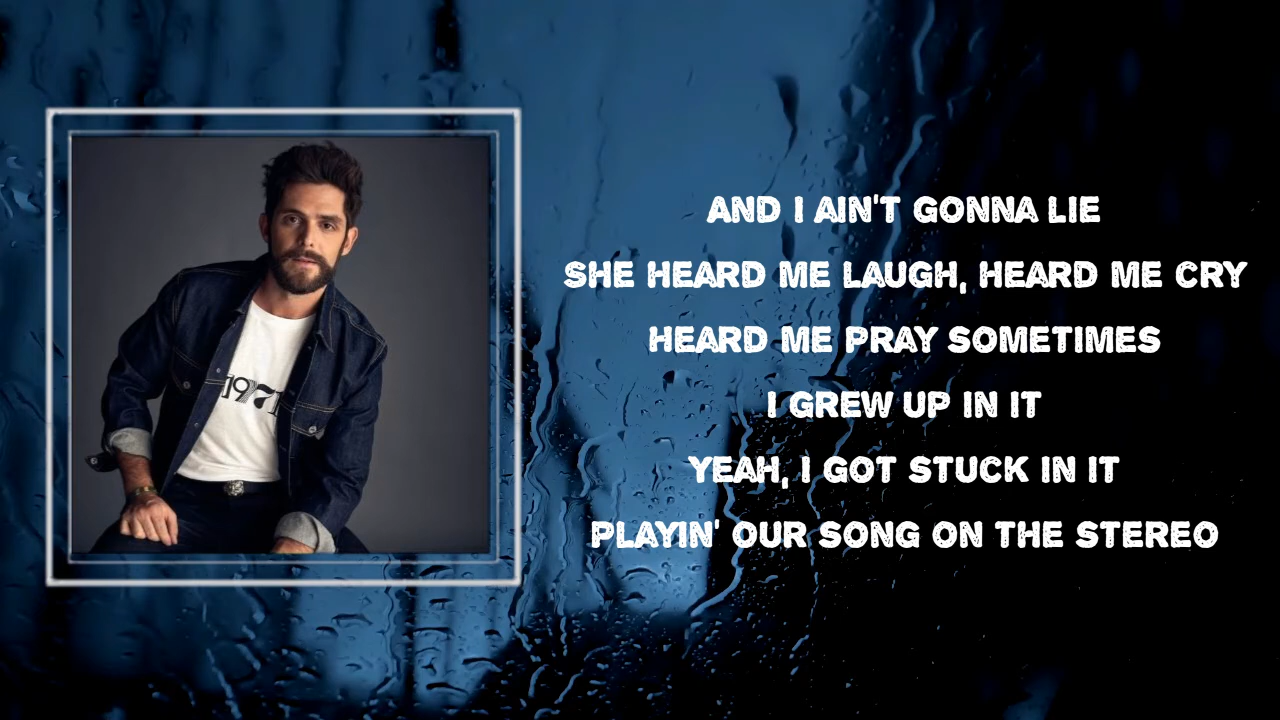 1971
AND I AIN'T GONNA LIE
SHE HEARD ME LAUGH, HEARD ME CRY
HEARD ME PRAY SOMETIMES
I GREW UP IN IT
YEAH, I GOT STUCK IN IT
PLAYIN' OUR SONG ON THE STEREO